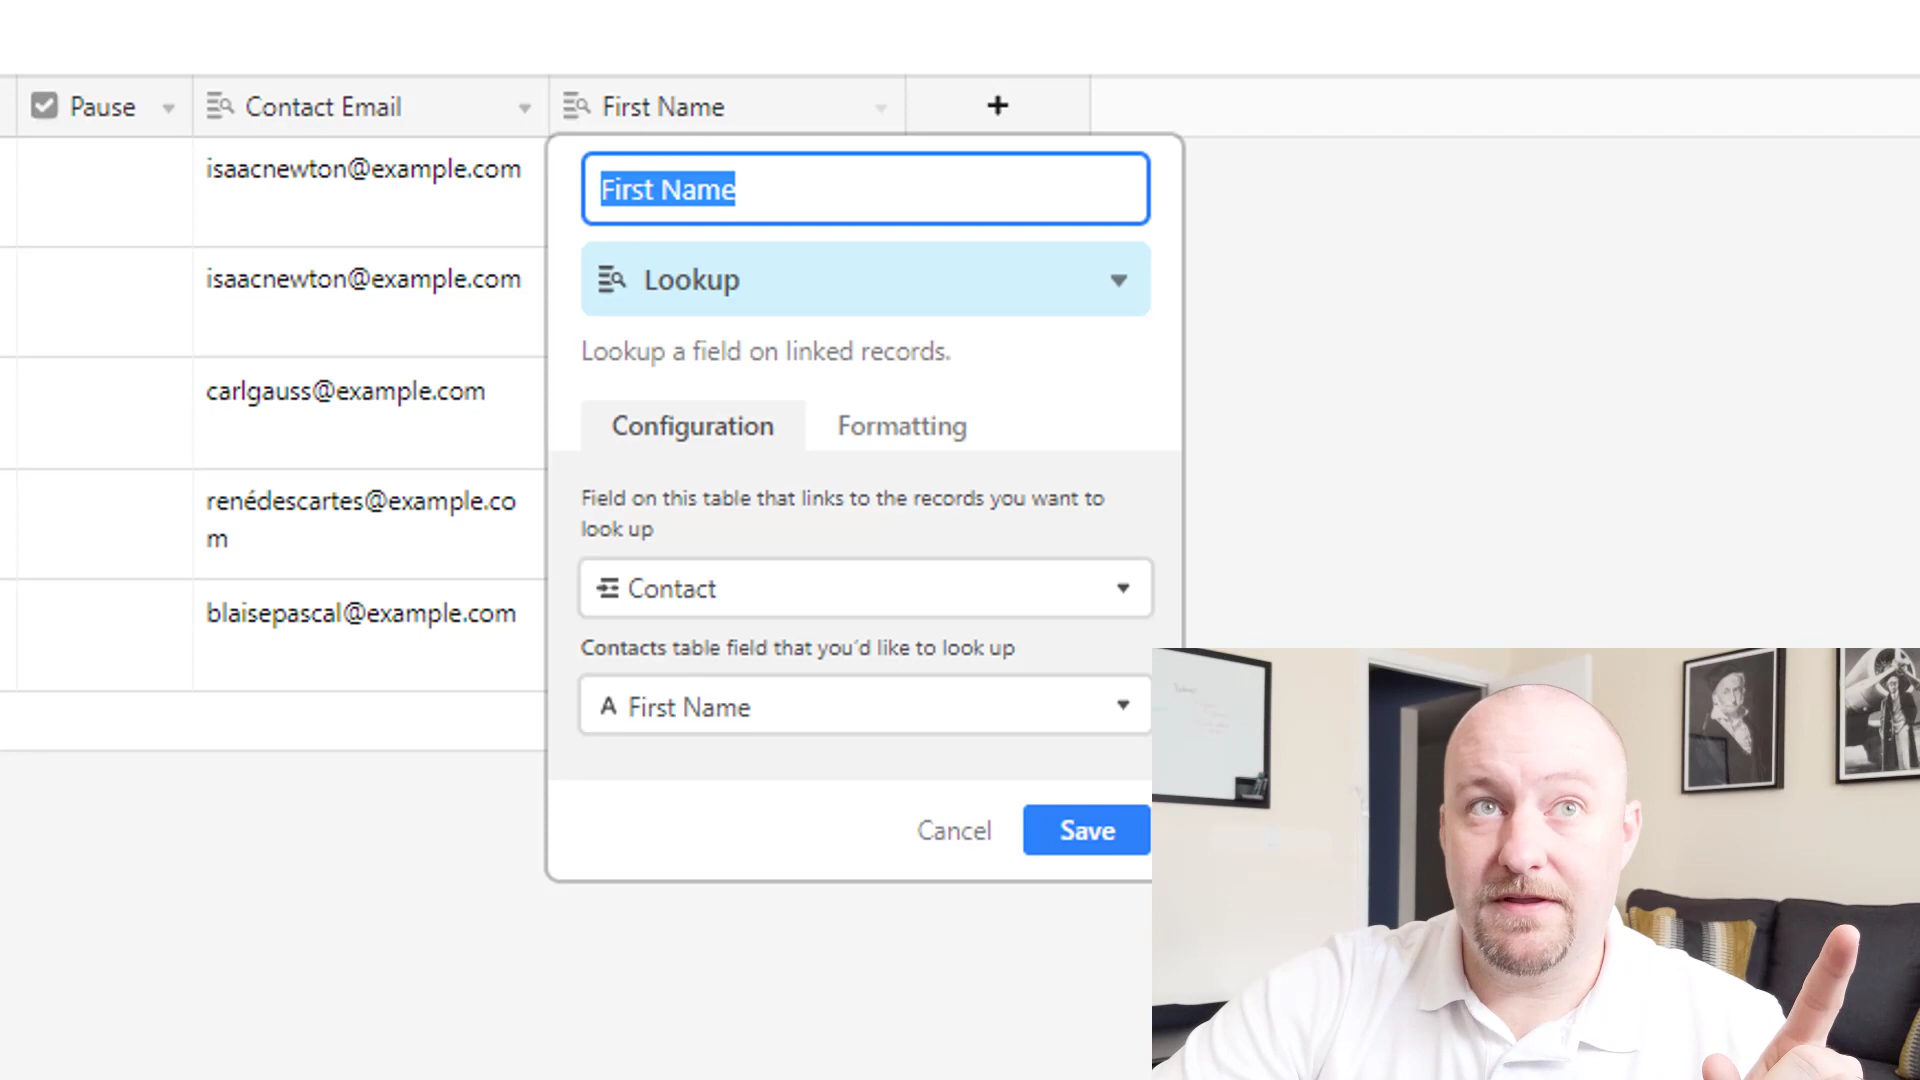 Pause
Contact Email
First Name
+
isaacnewton@example.com
isaacnewton@example.com
carlgauss@example.com
renédescartes@example.co
m
blaisepascal@example.com
First Name
Lookup
Lookup a field on linked records.
Configuration
Formatting
Field on this table that links to the records you want to
look up
Contact
Contacts table field that you'd like to look up
A First Name
Cancel
Save